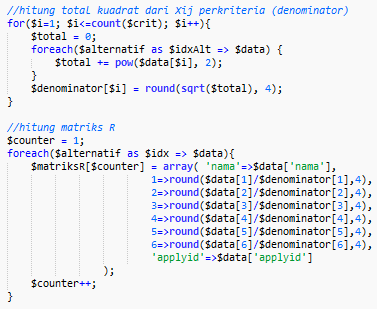 //hitung total kuadrat dari Xij perkriteria (denominator)
for($i=1; $i<=count($crit); $i++){
$total = 0;
foreach($alternatif as $idxAlt => $data) {
$total += pow($data[$i], 2);
}
$denominator[$i] = round(sqrt($total), 4);
}
//hitung matriks R
$counter = 1;
foreach($alternatif as $idx => $data){
$matriksR[$counter] = array( 'nama'=>$data['nama'],
1=>round($data[1]/$denominator[1],4),
2=>round($data[2]/$denominator[2],4),
3=>round($data[3]/$denominator[3],4),
4=>round($data[4]/$denominator[4],4),
5=>round($data[5]/$denominator[5],4),
6=>round($data[6]/$denominator[6],4),
'applyid'=>$data['applyid']
);
$counter++;
}